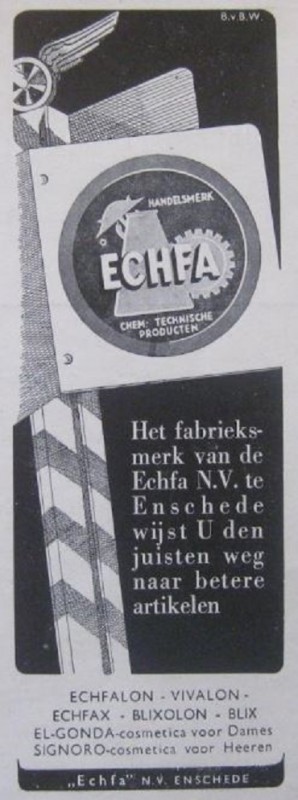 B.v.B.W.
HANDELSMERK
ECHFA
CHEM- TECHNISCHE
PRODUCTEN
Het fabrieks-
merk van de
Echfa N.V. te
Enschede
wijst U den
juisten weg
naar betere
artikelen
ECHFALON - VIVALON -
ECHFAX - BLIXOLON - BLIX
EL-GONDA-cosmetica voor Dames
SIGNORO-cosmetica voor Heeren
„Echfa” N.V. ENSCHEDE